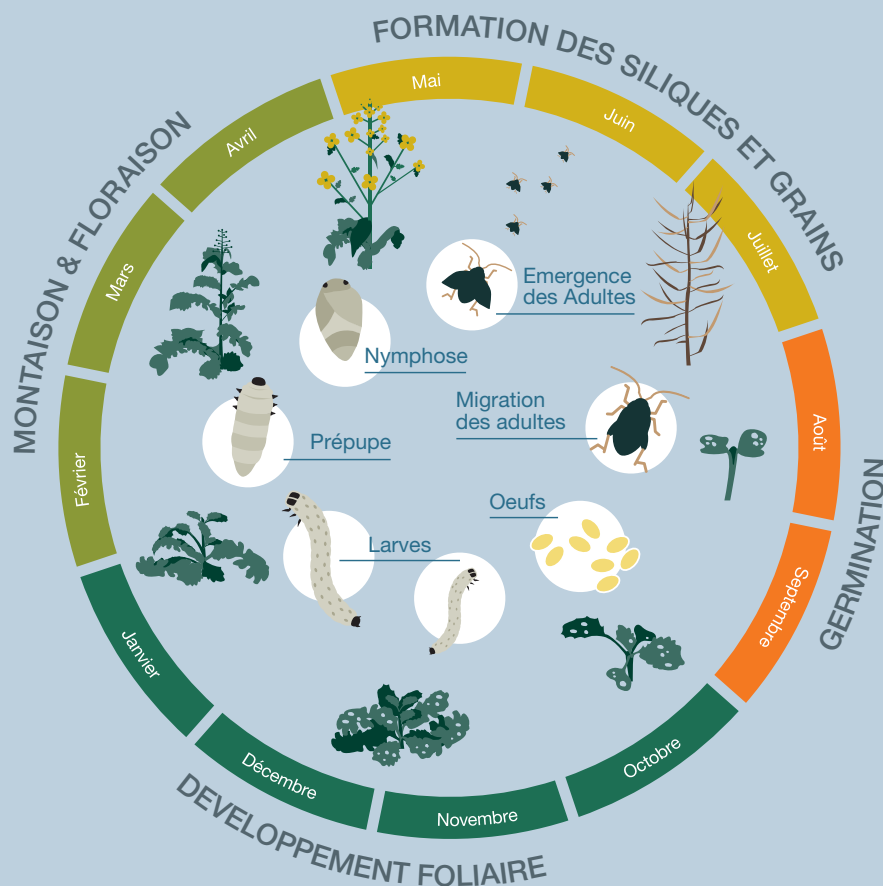 FORMATION DES SILIQUES ET GRAINS
Mai
Juin
Juillet
Août
GERMINATION
Septembre
Octobre
Novembre
Décembre
DEVELOPPEMENT FOLIAIRE
Janvier
Février
MONTAISON & FLORAISON
Mars
Avril
Emergence
des Adultes
Nymphose
Migration
des adultes
Prépupe
Oeufs
Larves